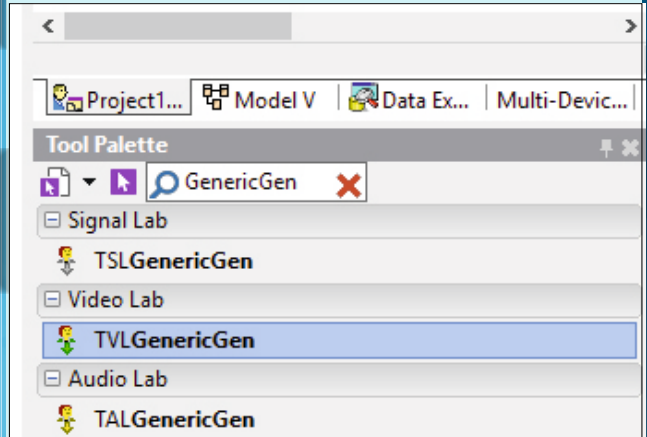 Project1... Model V Data Ex... Multi-Devic...
Tool Palette
GenericGen
Signal Lab
TSLGenericGen
Video Lab
TVLGenericGen
Audio Lab
TALGenericGen